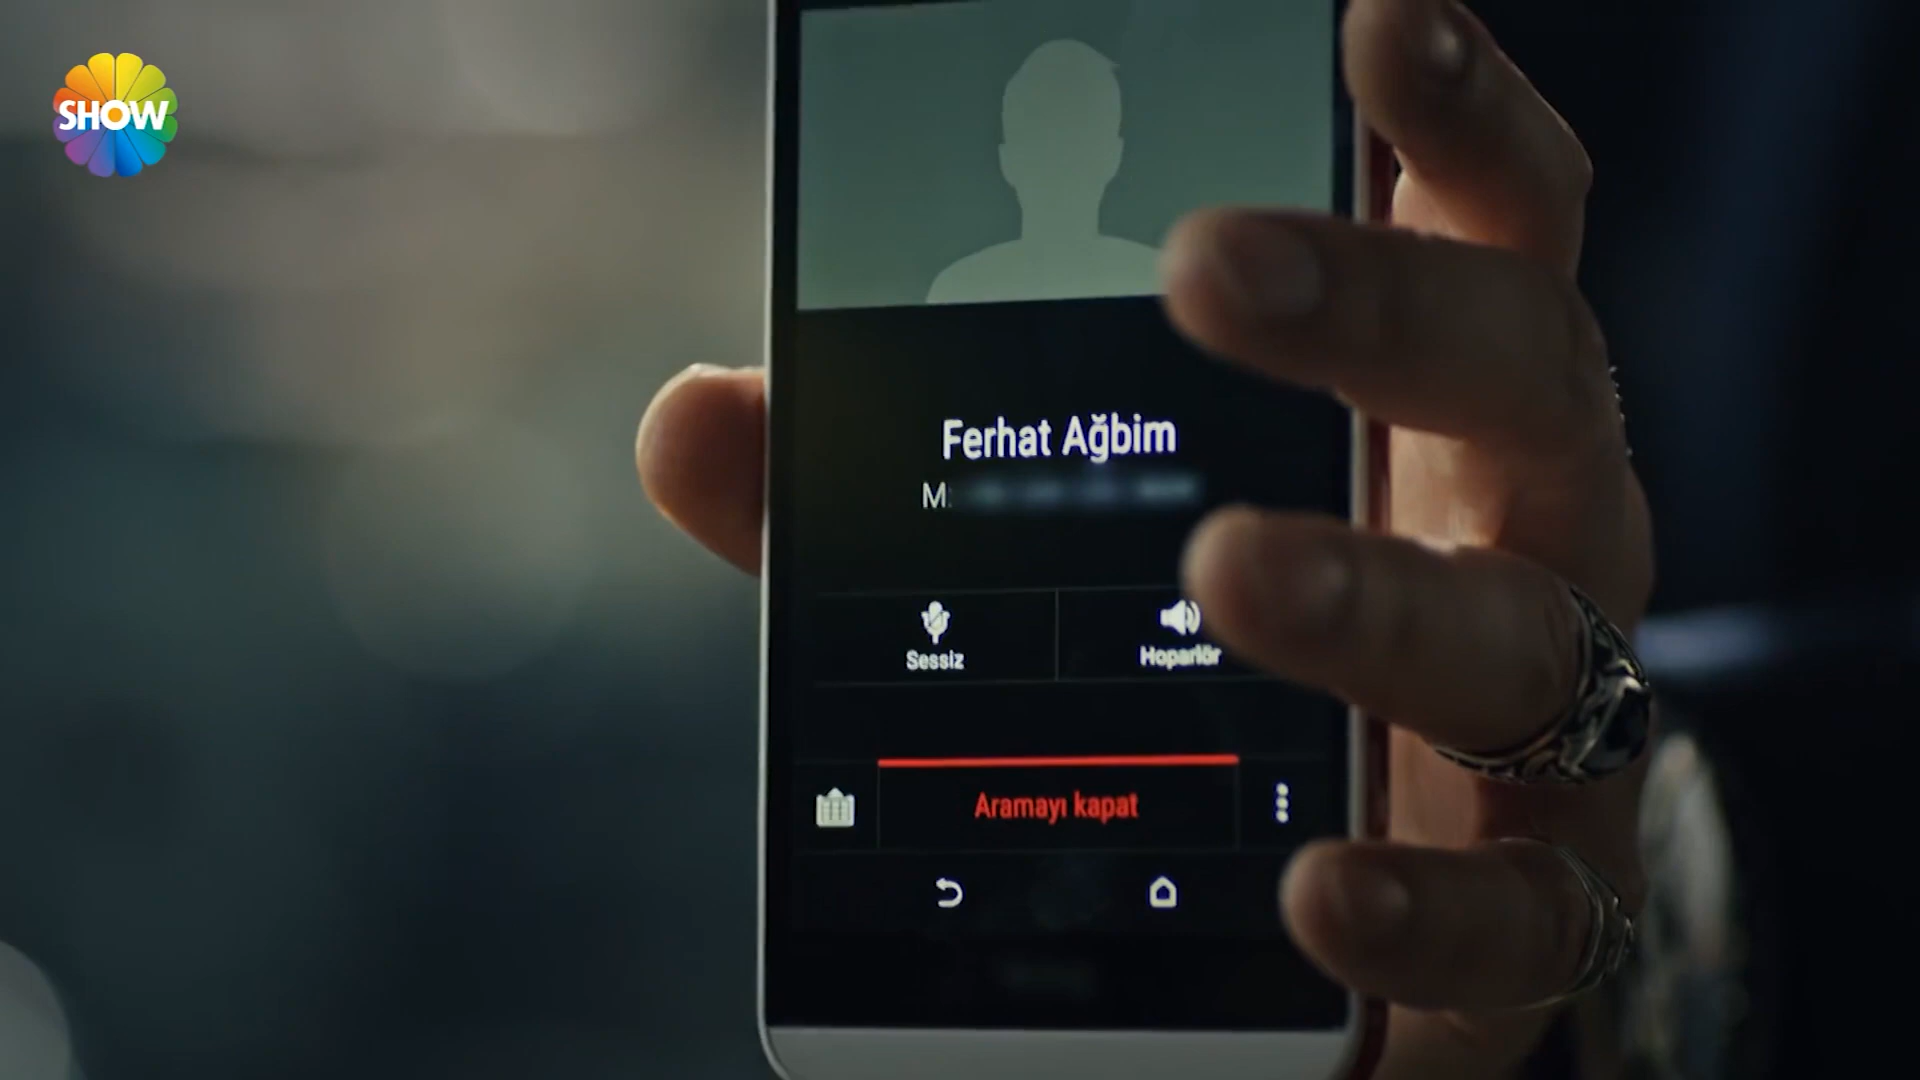 SHOW
Ferhat Ağbim
M:
Sessiz
Hoparlör
Aramayı kapat